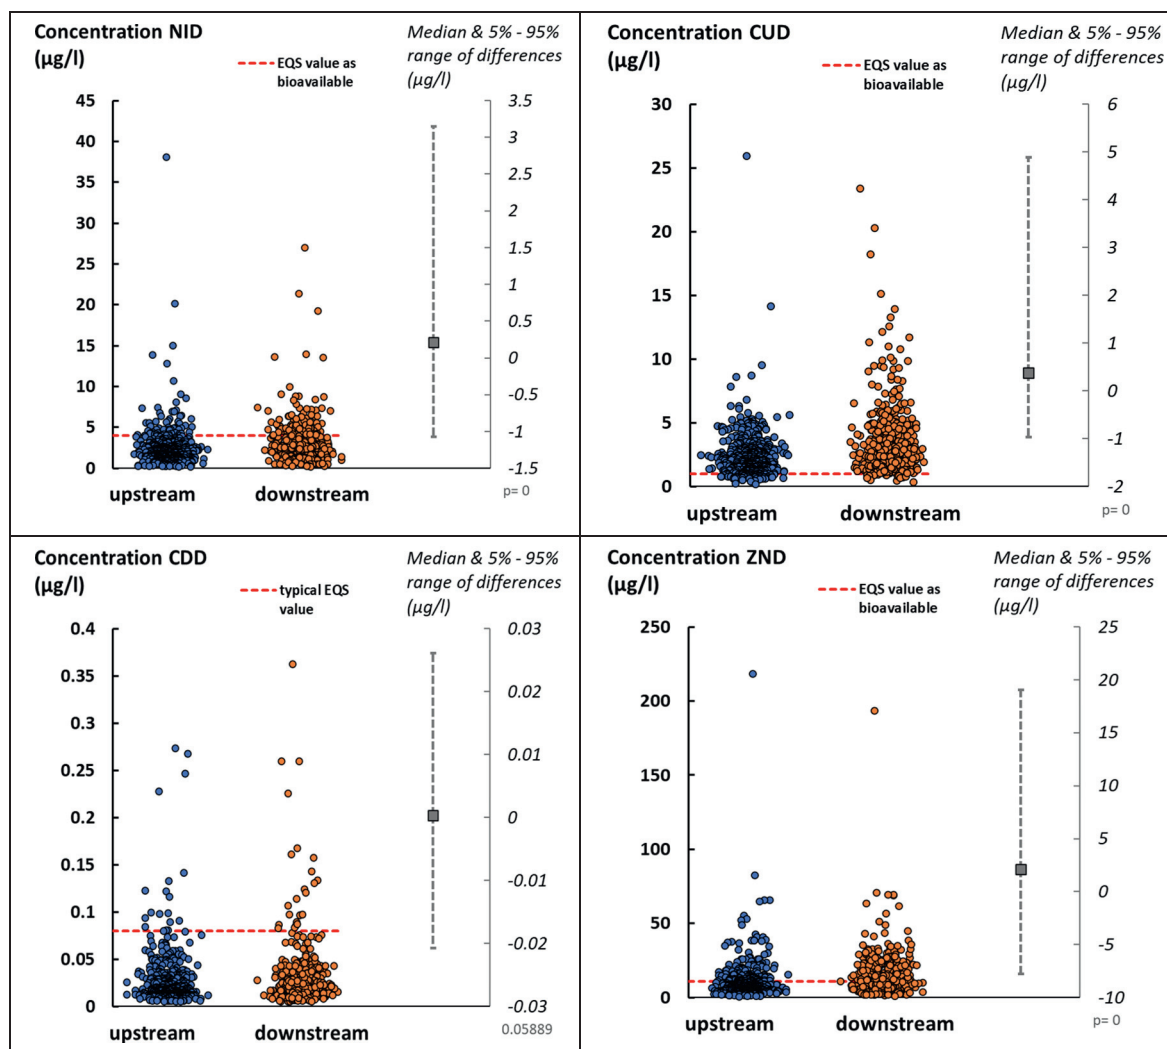 Concentration NID
(µg/l)
Median & 5% - 95%
range of differences
(µg/l)
EQS value as
bioavailable
45
40
35
30
25
20
15
10
5
0
3.5
3
2.5
2
1.5
1
0.5
0
-0.5
-1
-1.5
upstream
downstream
p= 0
Concentration CUD
(µg/l)
Median & 5% - 95%
range of differences
(µg/l)
EQS value as
bioavailable
30
25
20
15
10
5
0
6
5
4
3
2
1
0
-1
-2
upstream
downstream
p= 0
Concentration CDD
(µg/l)
Median & 5% - 95%
range of differences
(µg/l)
typical EQS
value
0.4
0.35
0.3
0.25
0.2
0.15
0.1
0.05
0
0.03
0.02
0.01
0
-0.01
-0.02
-0.03
upstream
downstream
0.05889
Concentration ZND
(µg/l)
Median & 5% - 95%
range of differences
(µg/l)
EQS value as
bioavailable
250
200
150
100
50
0
25
20
15
10
5
0
-5
-10
upstream
downstream
p= 0